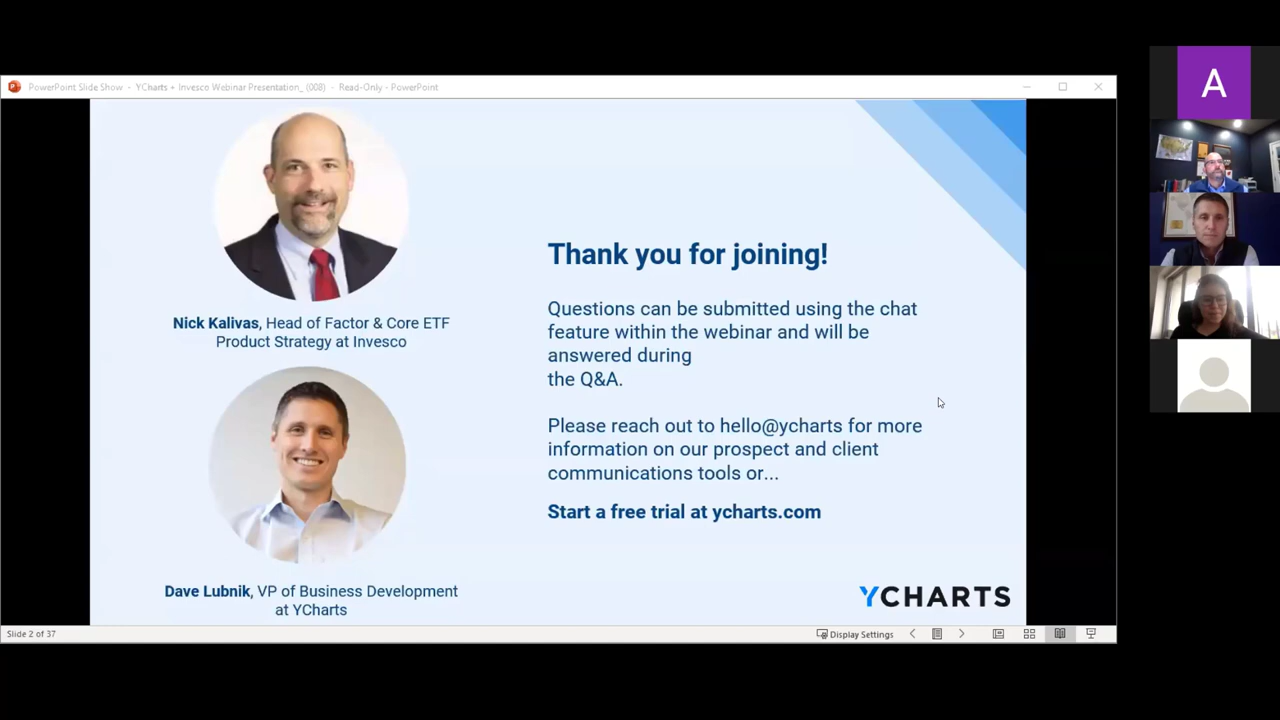 PowerPoint Slide Show - YCharts + Invesco Webinar Presentation_ (008) - Read-Only - PowerPoint
A
Nick Kalivas, Head of Factor & Core ETF
Product Strategy at Invesco
Dave Lubnik, VP of Business Development
at YCharts
Thank you for joining!
Questions can be submitted using the chat
feature within the webinar and will be
answered during
the Q&A.
Please reach out to hello@ycharts for more
information on our prospect and client
communications tools or...
Start a free trial at ycharts.com
YCHARTS
Slide 2 of 37
Display Settings